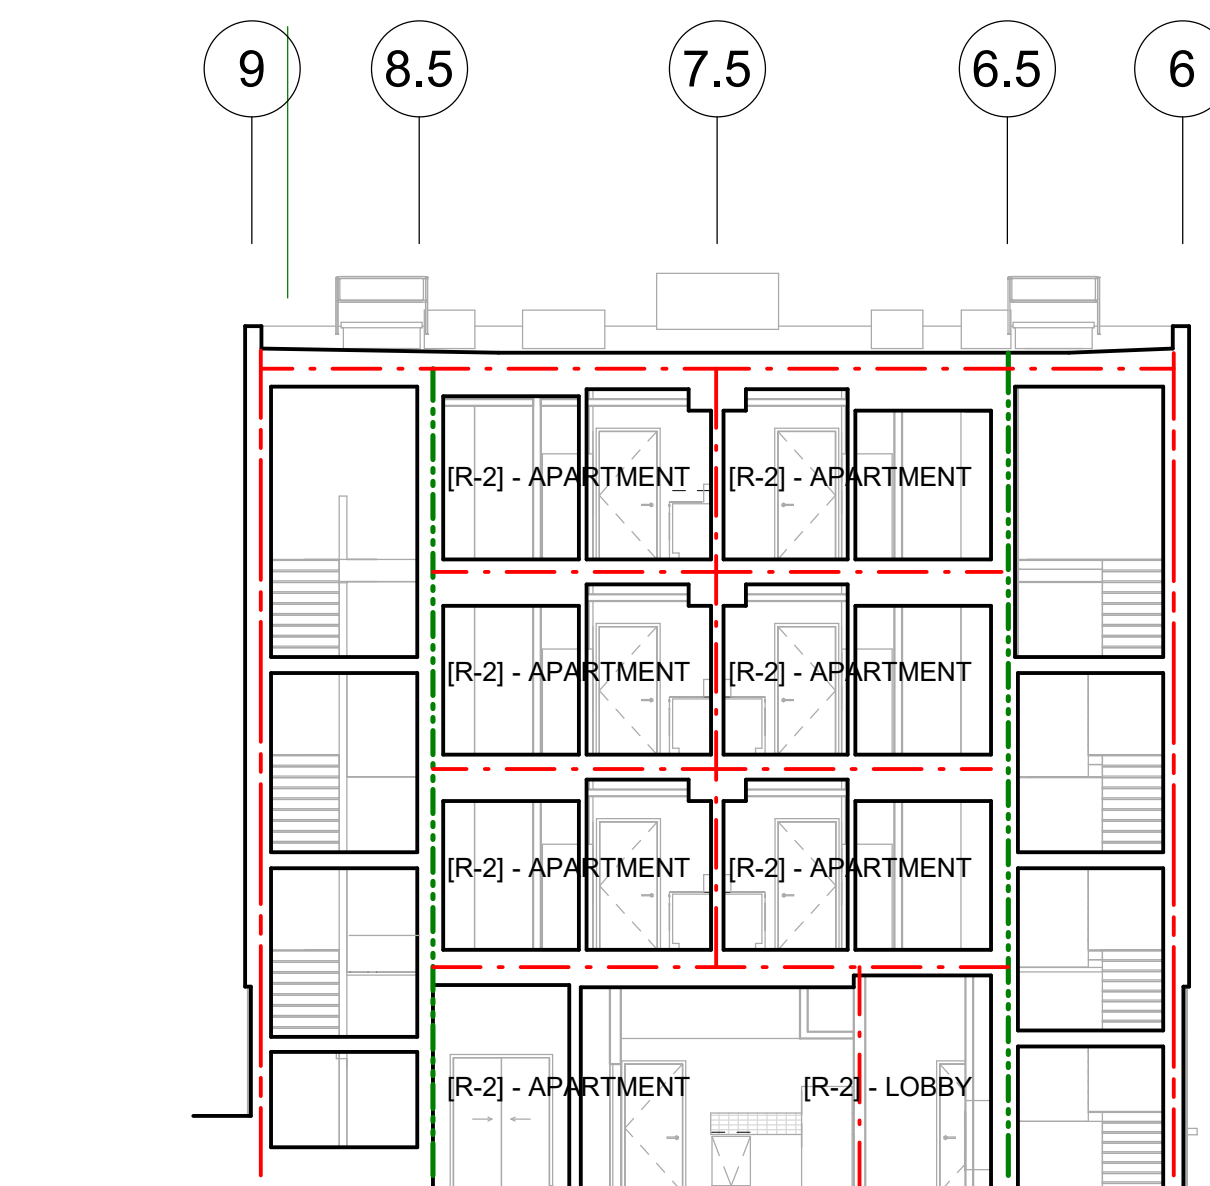 9 8.5 7.5 6.5 6
[R-2] - APARTMENT [R-2] - APARTMENT
[R-2] - APARTMENT [R-2] - APARTMENT
[R-2] - APARTMENT [R-2] - APARTMENT
[R-2] - APARTMENT [R-2] - LOBBY